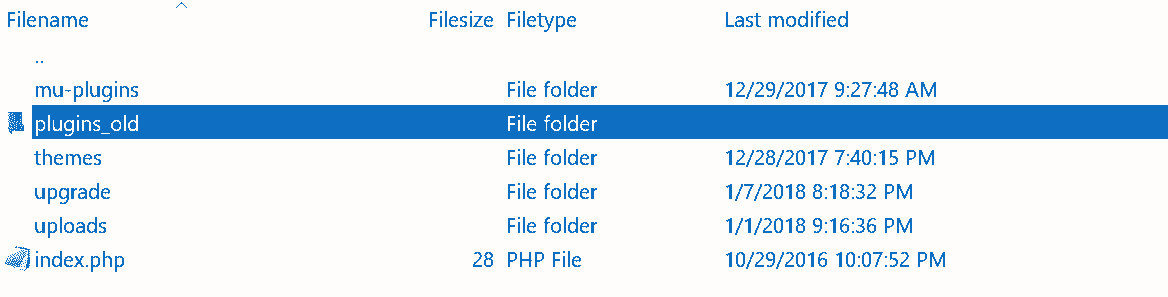 Filename Filesize Filetype Last modified
..
mu-plugins File folder 12/29/2017 9:27:48 AM
plugins_old File folder
themes File folder 12/28/2017 7:40:15 PM
upgrade File folder 1/7/2018 8:18:32 PM
uploads File folder 1/1/2018 9:16:36 PM
index.php 28 PHP File 10/29/2016 10:07:52 PM